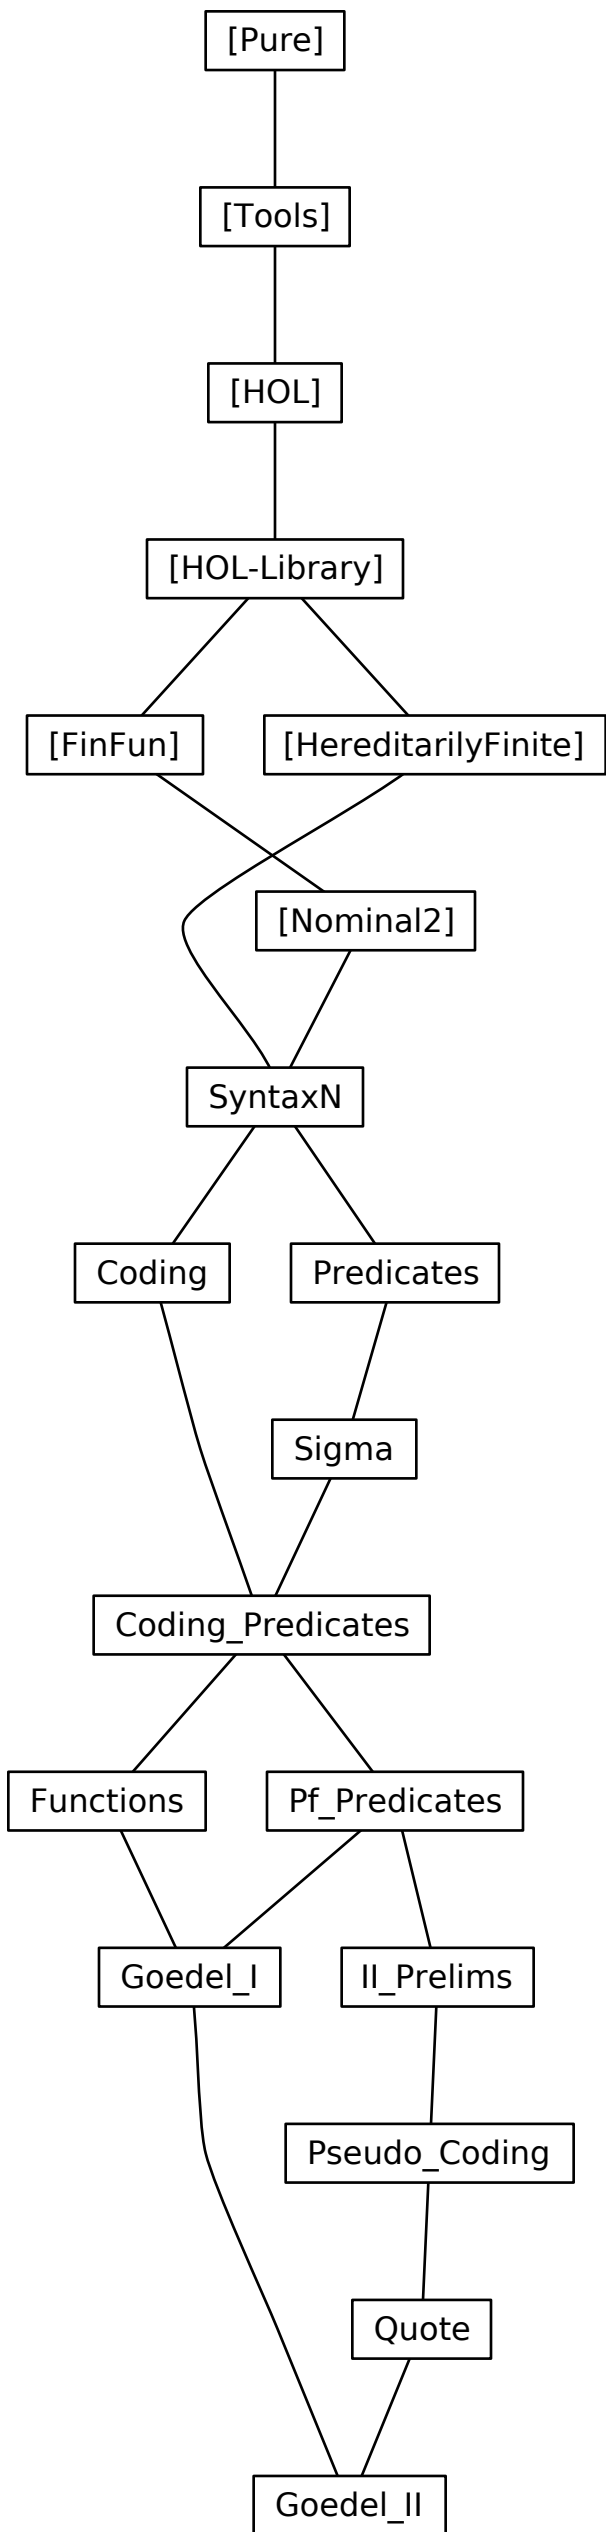 [Pure]
[Tools]
[HOL]
[HOL-Library]
[FinFun]
[HereditarilyFinite]
[Nominal2]
SyntaxN
Coding
Predicates
Sigma
Coding_Predicates
Functions
Pf_Predicates
Goedel_I
II_Prelims
Pseudo_Coding
Quote
Goedel_II